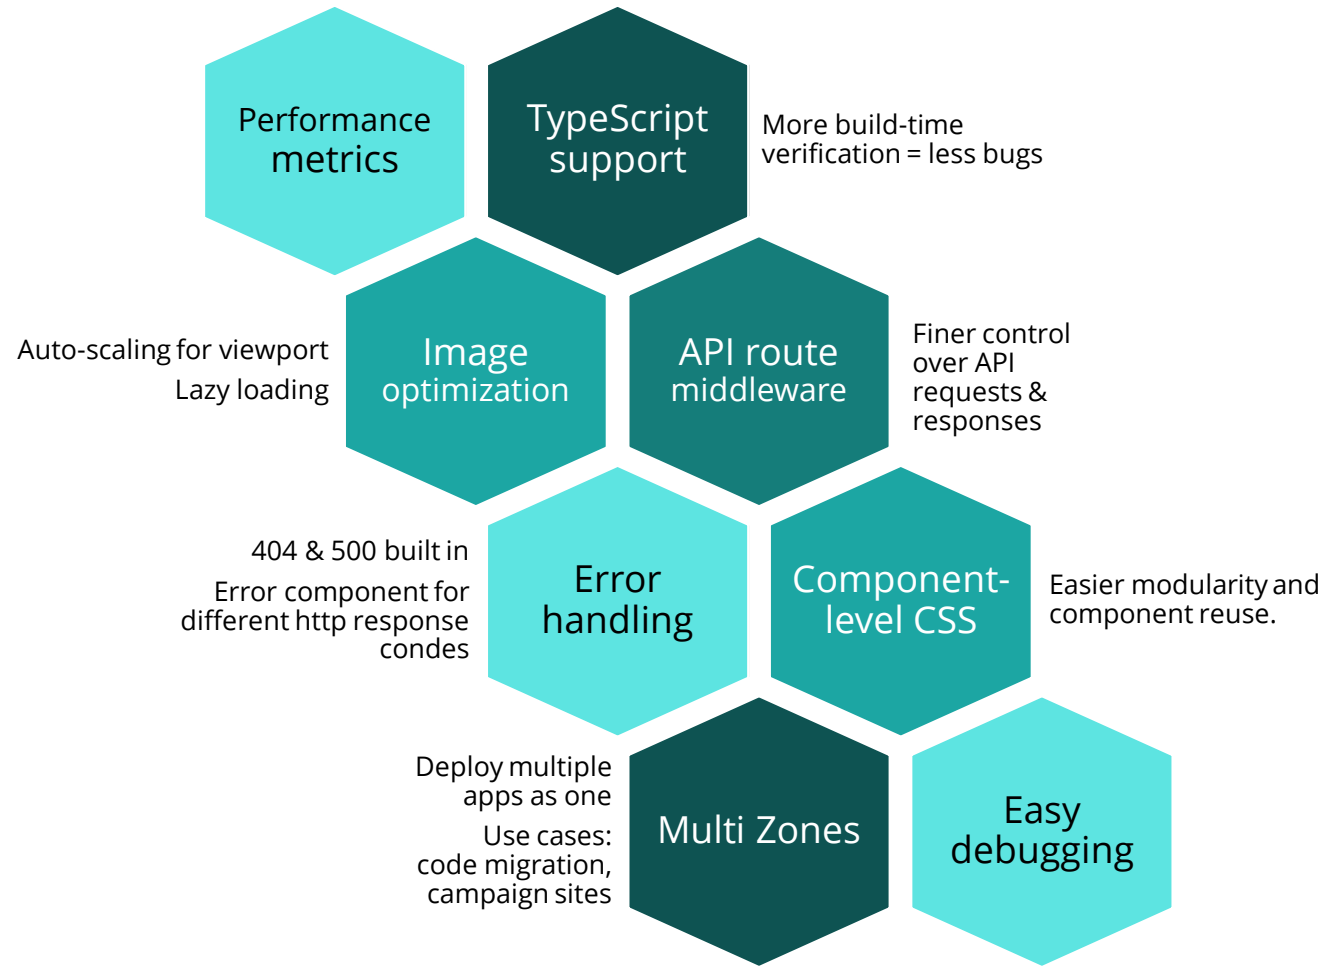 Performance
metrics
TypeScript
support
More build-time
verification = less bugs
Auto-scaling for viewport
Lazy loading
Image
optimization
API route
middleware
Finer control
over API
requests &
responses
404 & 500 built in
Error component for
different http response
condes
Error
handling
Component-
level CSS
Easier modularity and
component reuse.
Deploy multiple
apps as one
Use cases:
code migration,
campaign sites
Multi Zones
Easy
debugging